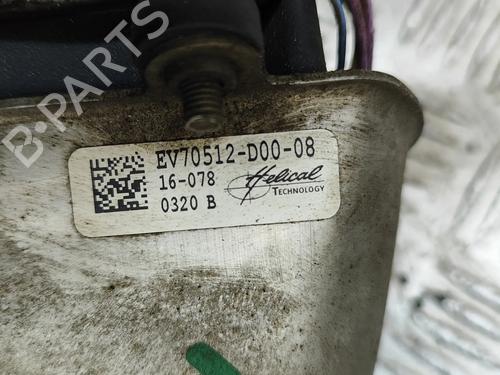 B-PARTS
EV70512-D00-08
16-078
0320 B
Helical
TECHNOLOGY